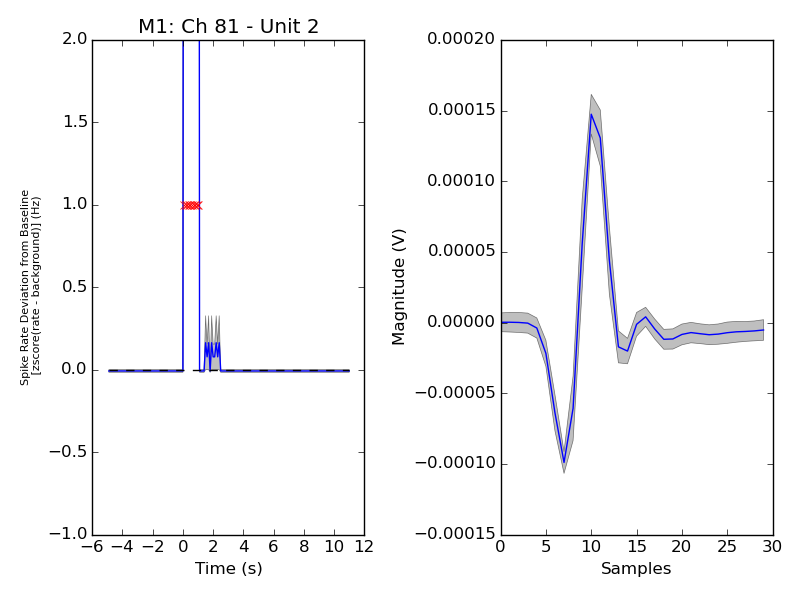 M1: Ch 81 - Unit 2
2.0
1.5
1.0
0.5
0.0
−0.5
−1.0
−6 −4 −2 0 2 4 6 8 10 12
Time (s)
Spike Rate Deviation from Baseline
[zscore(rate - background)] (Hz)
0.00020
0.00015
0.00010
0.00005
0.00000
−0.00005
−0.00010
−0.00015
0 5 10 15 20 25 30
Samples
Magnitude (V)